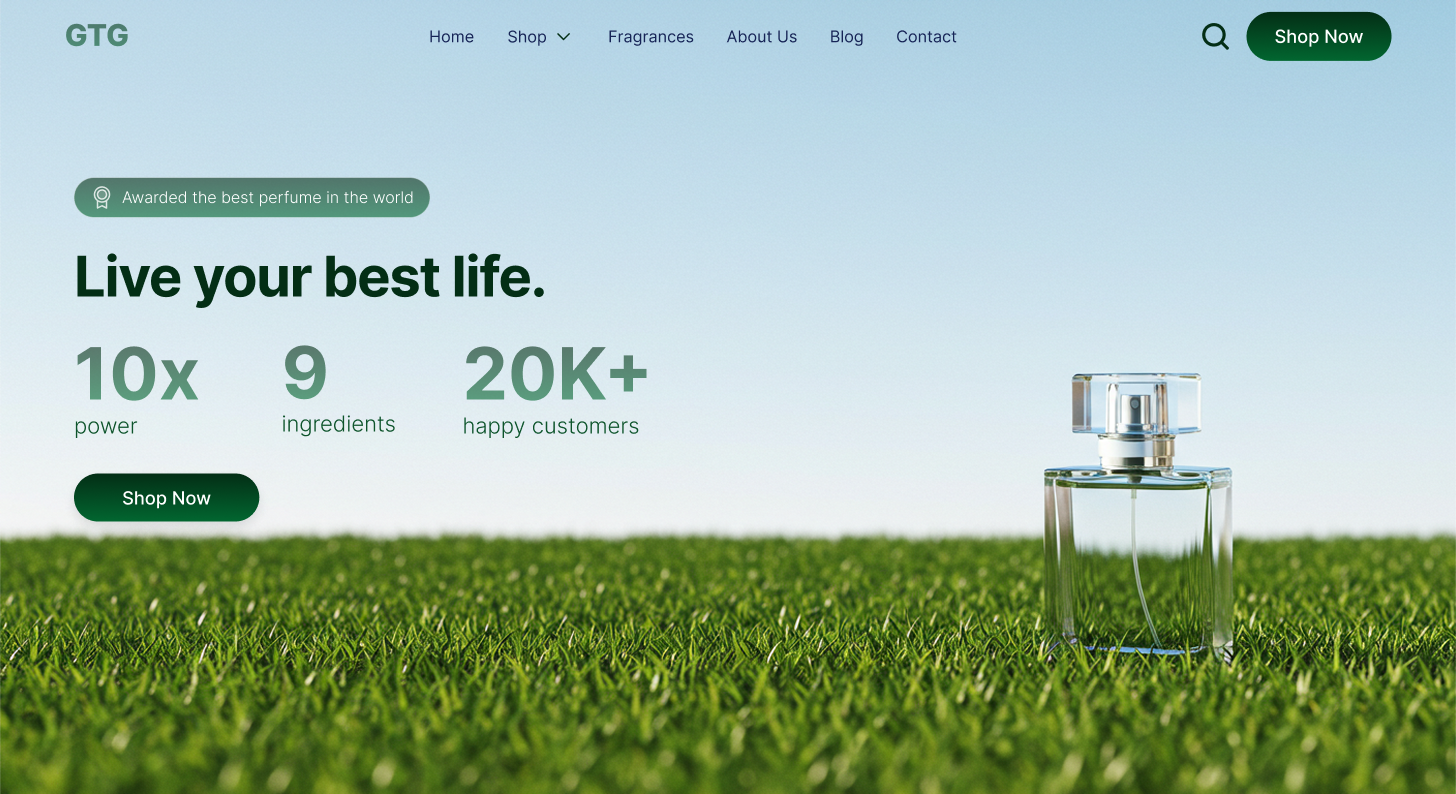 GTG
Home Shop Fragrances About Us Blog Contact
Shop Now
Awarded the best perfume in the world
Live your best life.
10x 9 20K+
power ingredients happy customers
Shop Now